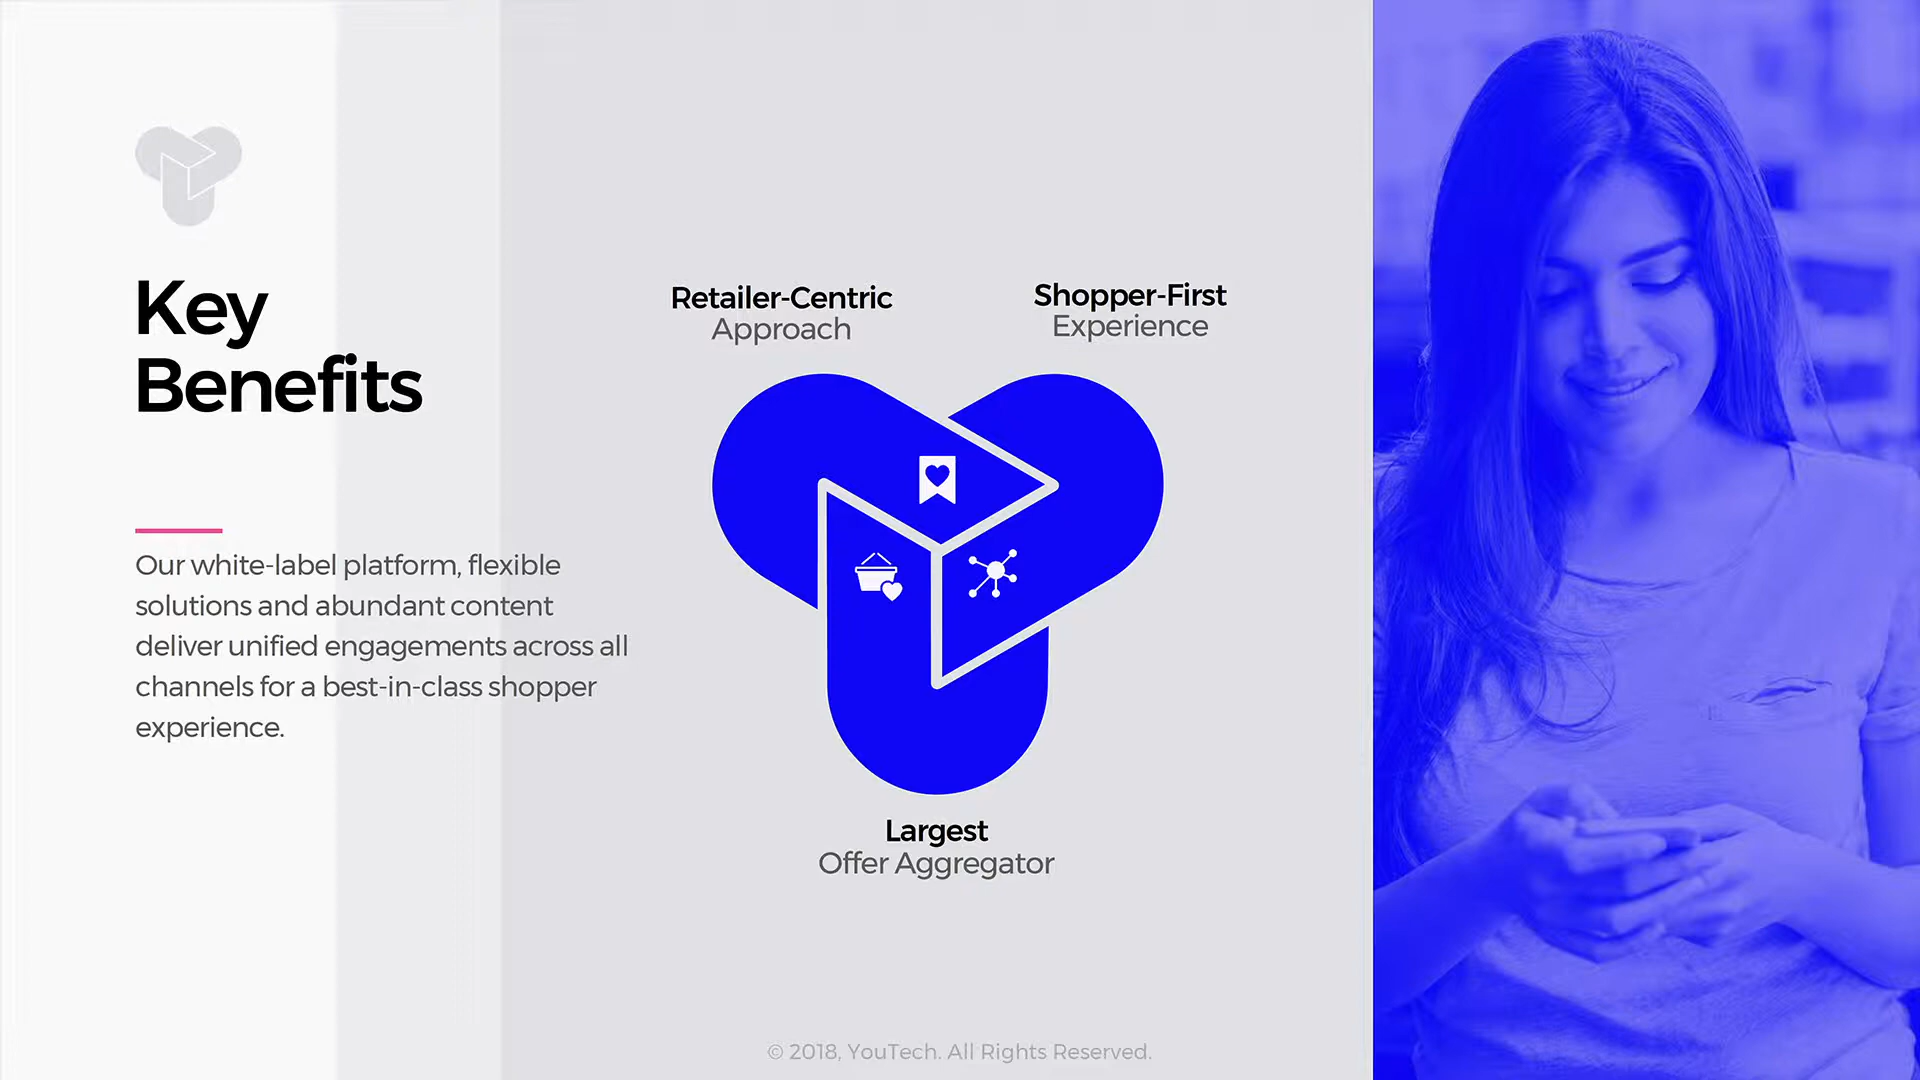 Key
Benefits
Our white-label platform, flexible
solutions and abundant content
deliver unified engagements across all
channels for a best-in-class shopper
experience.
Retailer-Centric
Approach
Shopper-First
Experience
Largest
Offer Aggregator
© 2018, YouTech. All Rights Reserved.